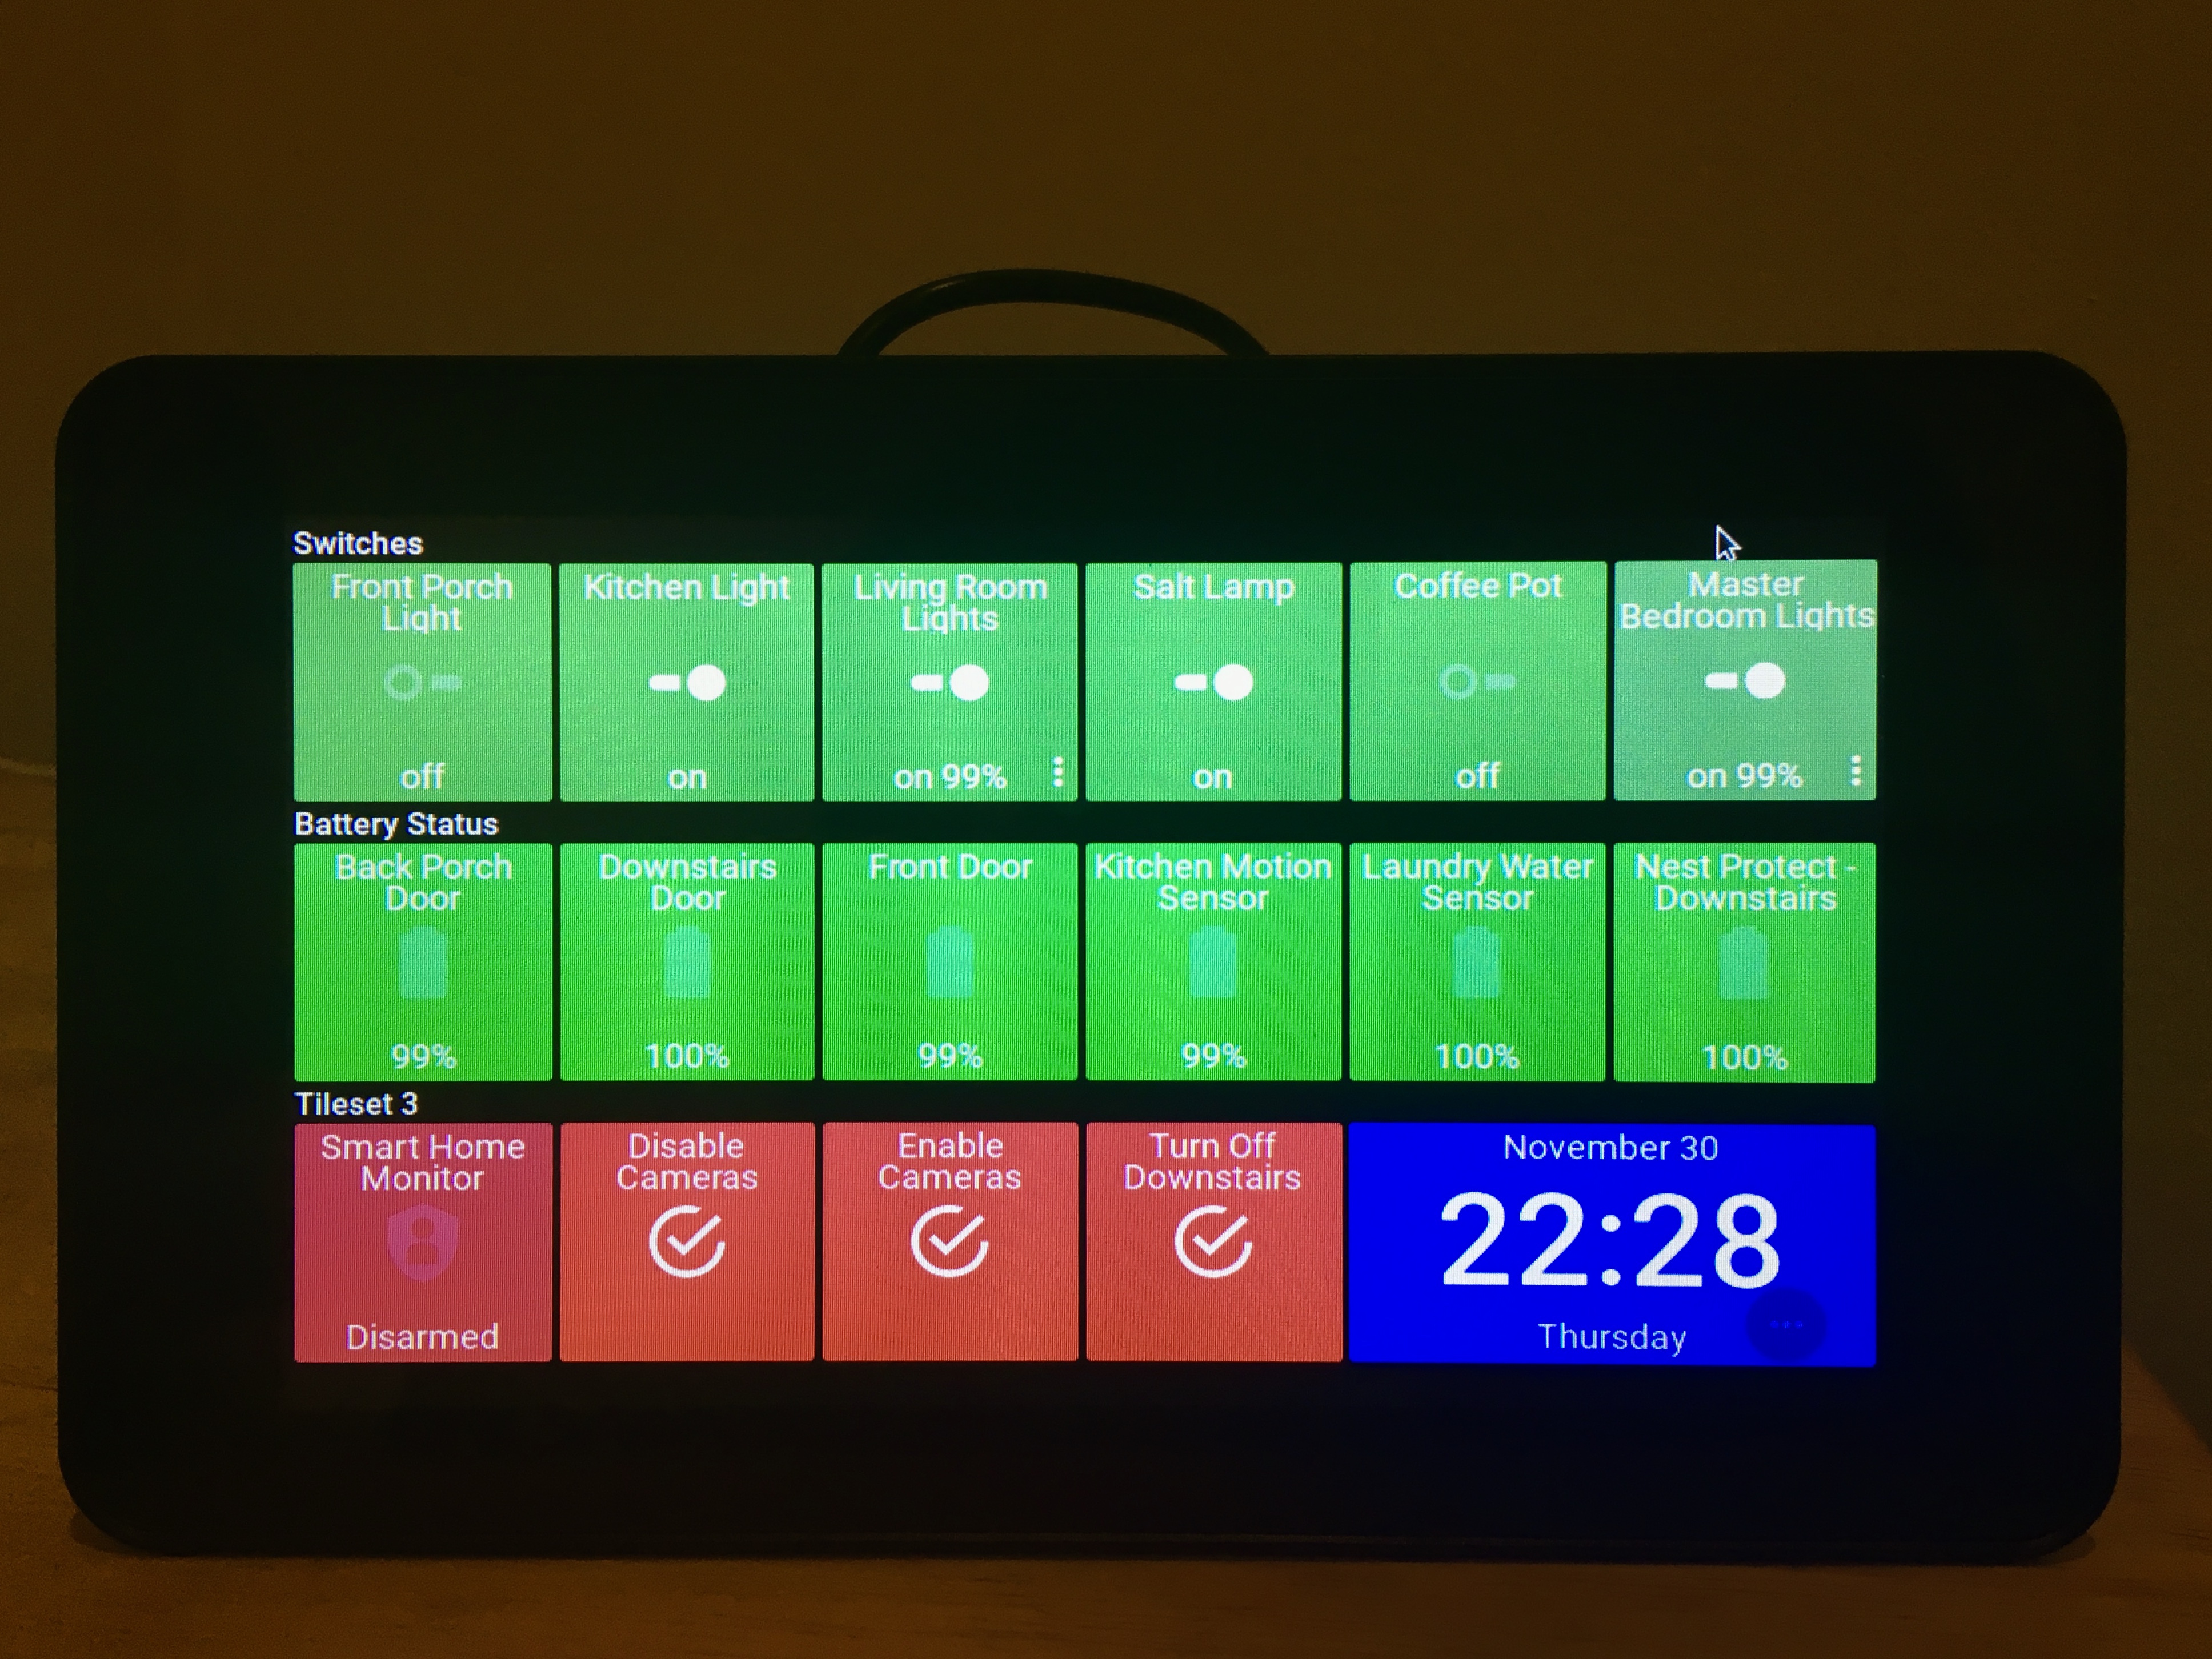 Switches
Front Porch
Light
off
Kitchen Light
on
Living Room
Lights
on 99%
Salt Lamp
on
Coffee Pot
off
Master
Bedroom Lights
on 99%
Battery Status
Back Porch
Door
99%
Downstairs
Door
100%
Front Door
99%
Kitchen Motion
Sensor
99%
Laundry Water
Sensor
100%
Nest Protect -
Downstairs
100%
Tileset 3
Smart Home
Monitor
Disarmed
Disable
Cameras
Enable
Cameras
Turn Off
Downstairs
November 30
22:28
Thursday